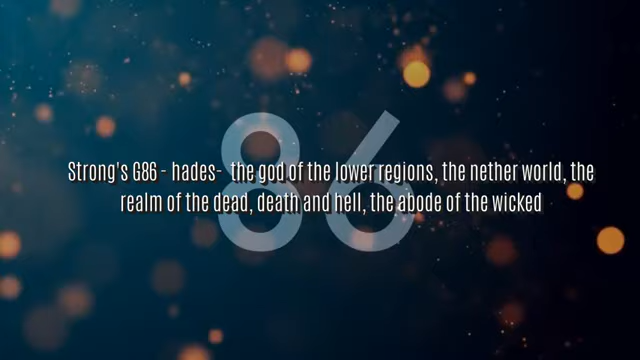 86
Strong's G86 - hades-  the god of the lower regions, the nether world, the
realm of the dead, death and hell, the abode of the wicked